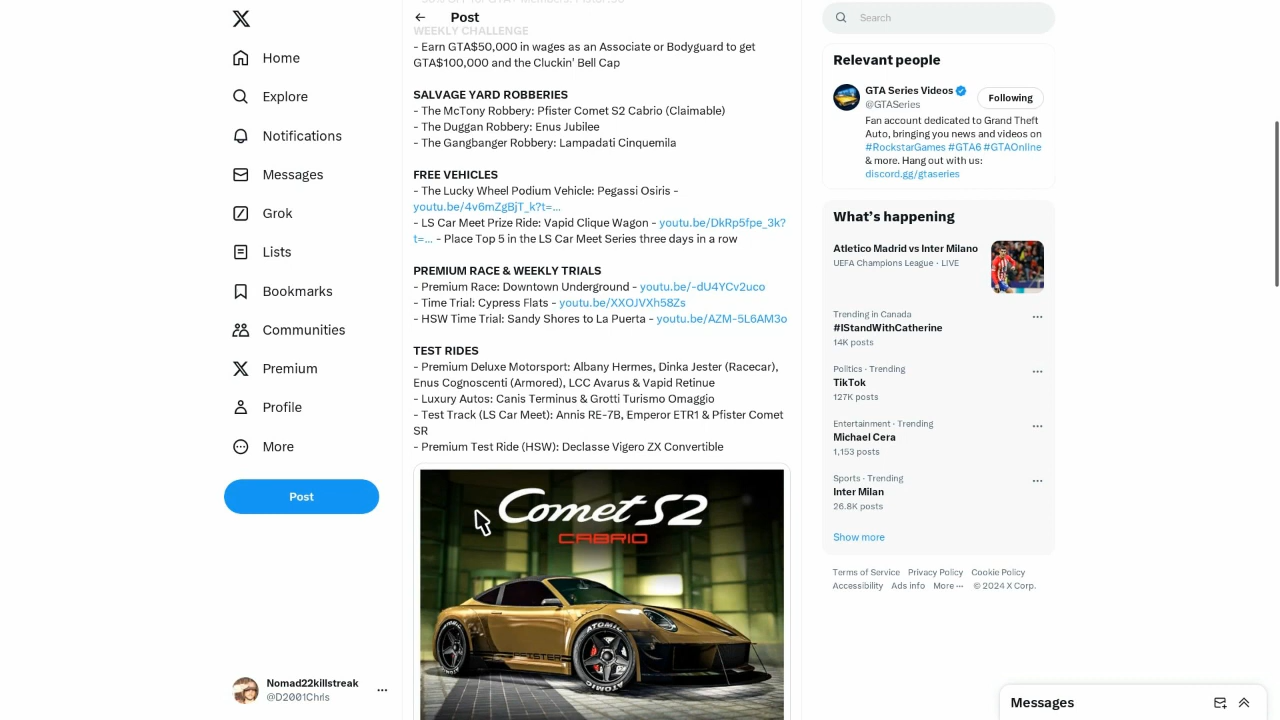 Home
Explore
Notifications
Messages
Grok
Lists
Bookmarks
Communities
Premium
Profile
More
Post
Nomad22killstreak
@D2001Chris
Post
WEEKLY CHALLENGE
- Earn GTA$50,000 in wages as an Associate or Bodyguard to get
GTA$100,000 and the Cluckin' Bell Cap
SALVAGE YARD ROBBERIES
- The McTony Robbery: Pfister Comet S2 Cabrio (Claimable)
- The Duggan Robbery: Enus Jubilee
- The Gangbanger Robbery: Lampadati Cinquemila
FREE VEHICLES
- The Lucky Wheel Podium Vehicle: Pegassi Osiris -
youtu.be/4v6mZgBjT_k?t=…
- LS Car Meet Prize Ride: Vapid Clique Wagon - youtu.be/DkRp5fpe_3k?
t=… - Place Top 5 in the LS Car Meet Series three days in a row
PREMIUM RACE & WEEKLY TRIALS
- Premium Race: Downtown Underground - youtu.be/-dU4YCv2uco
- Time Trial: Cypress Flats - youtu.be/XXOJVXh58Zs
- HSW Time Trial: Sandy Shores to La Puerta - youtu.be/AZM-5L6AM3o
TEST RIDES
- Premium Deluxe Motorsport: Albany Hermes, Dinka Jester (Racecar),
Enus Cognoscenti (Armored), LCC Avarus & Vapid Retinue
- Luxury Autos: Canis Terminus & Grotti Turismo Omaggio
- Test Track (LS Car Meet): Annis RE-7B, Emperor ETR1 & Pfister Comet
SR
- Premium Test Ride (HSW): Declasse Vigero ZX Convertible
Comet S2
CABRIO
ATOMIC
PFISTER
ATOMIC
ATOMIC
Search
Relevant people
GTA Series Videos
@GTASeries
Following
Fan account dedicated to Grand Theft
Auto, bringing you news and videos on
#RockstarGames #GTA6 #GTAOnline
& more. Hang out with us:
discord.gg/gtaseries
What's happening
Atletico Madrid vs Inter Milano
UEFA Champions League · LIVE
Trending in Canada
#IStandWithCatherine
14K posts
Politics · Trending
TikTok
127K posts
Entertainment · Trending
Michael Cera
1,153 posts
Sports · Trending
Inter Milan
26.8K posts
Show more
Terms of Service Privacy Policy Cookie Policy
Accessibility Ads info More ··· © 2024 X Corp.
Messages